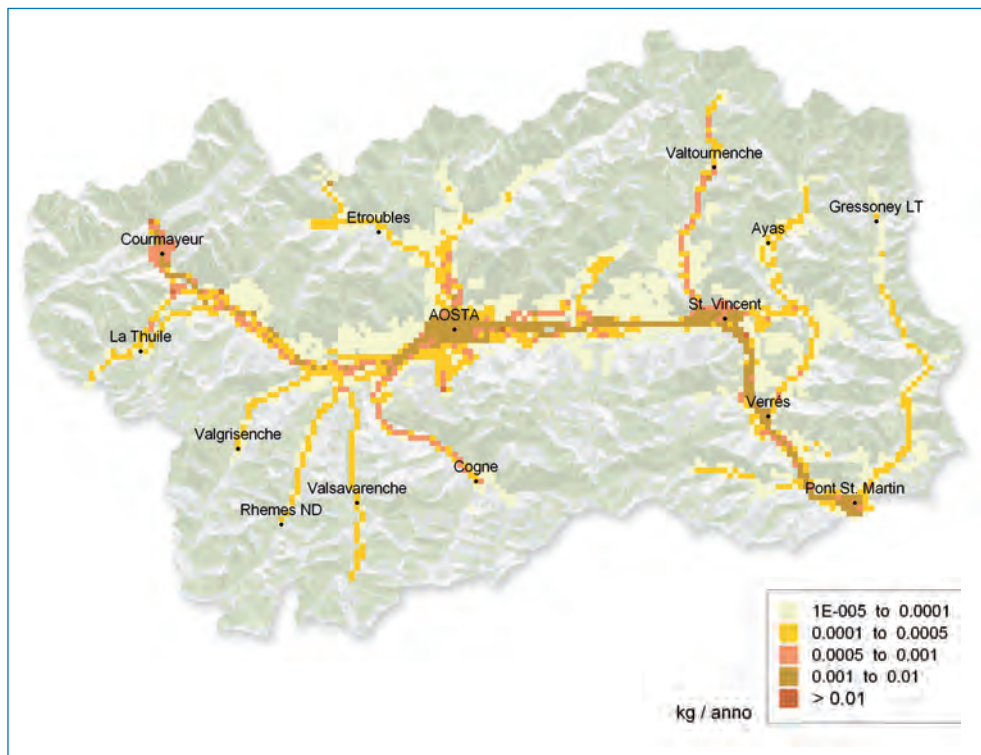 Valtournenche
Gressoney LT
Etroubles
Ayas
Courmayeur
St. Vincent
AOSTA
La Thuile
Verrès
Valgrisenche
Cogne
Valsavarenche
Pont St. Martin
Rhemes ND
1E-005 to 0.0001
0.0001 to 0.0005
0.0005 to 0.001
0.001 to 0.01
> 0.01
kg / anno